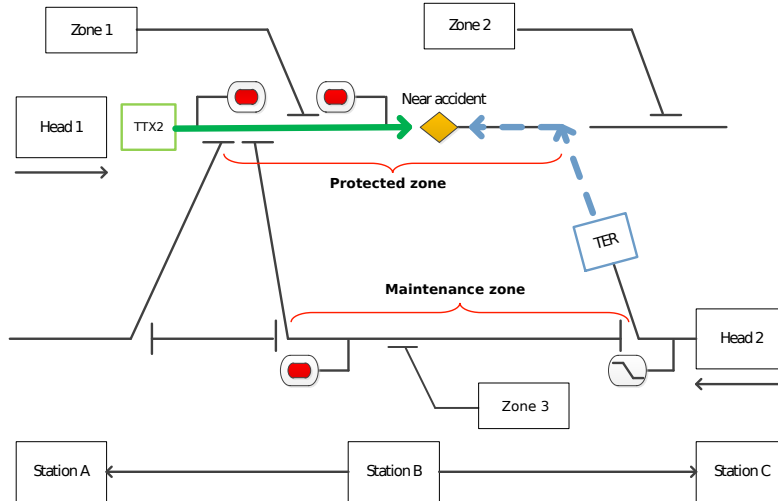 Zone 1
Zone 2
Near accident
Head 1
TTX2
Protected zone
TER
Maintenance zone
Head 2
Zone 3
Station A
Station B
Station C